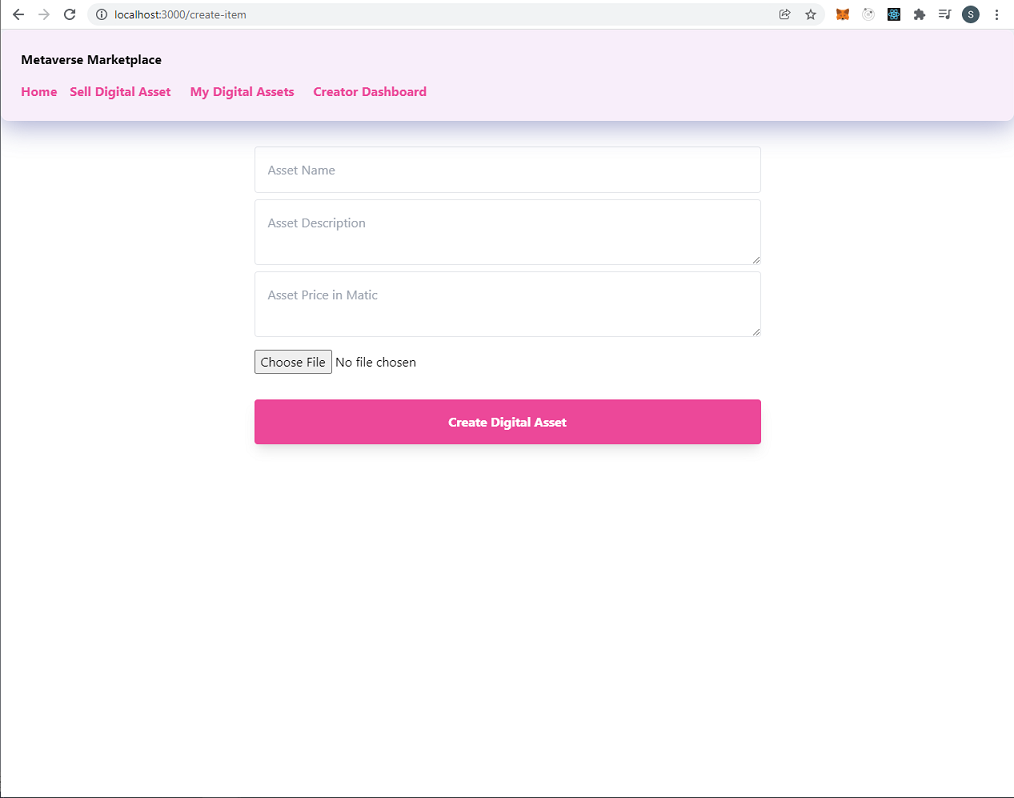 localhost:3000/create-item
S
Metaverse Marketplace
Home Sell Digital Asset My Digital Assets Creator Dashboard
Asset Name
Asset Description
Asset Price in Matic
Choose File No file chosen
Create Digital Asset